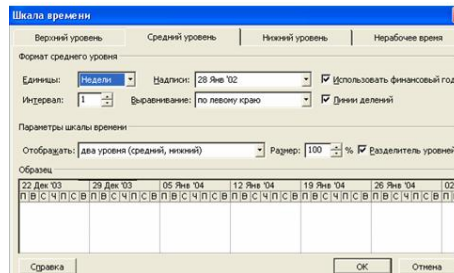 Шкала времени
Верхний уровень Средний уровень Нижний уровень Нерабочее время
Формат среднего уровня
Единицы: Недели Надписи: 28 Янв '02 Использовать финансовый год
Интервал: 1 Выравнивание: по левому краю Линии делений
Параметры шкалы времени
Отображать: два уровня (средний, нижний) Размер: 100 % Разделитель уровней
Образец
22 Дек '03 29 Дек '03 05 Янв '04 12 Янв '04 19 Янв '04 26 Янв '04 02
П В С Ч П С В П В С Ч П С В П В С Ч П С В П В С Ч П С В П В С Ч П С В П В С Ч П С В П
Справка ОК Отмена